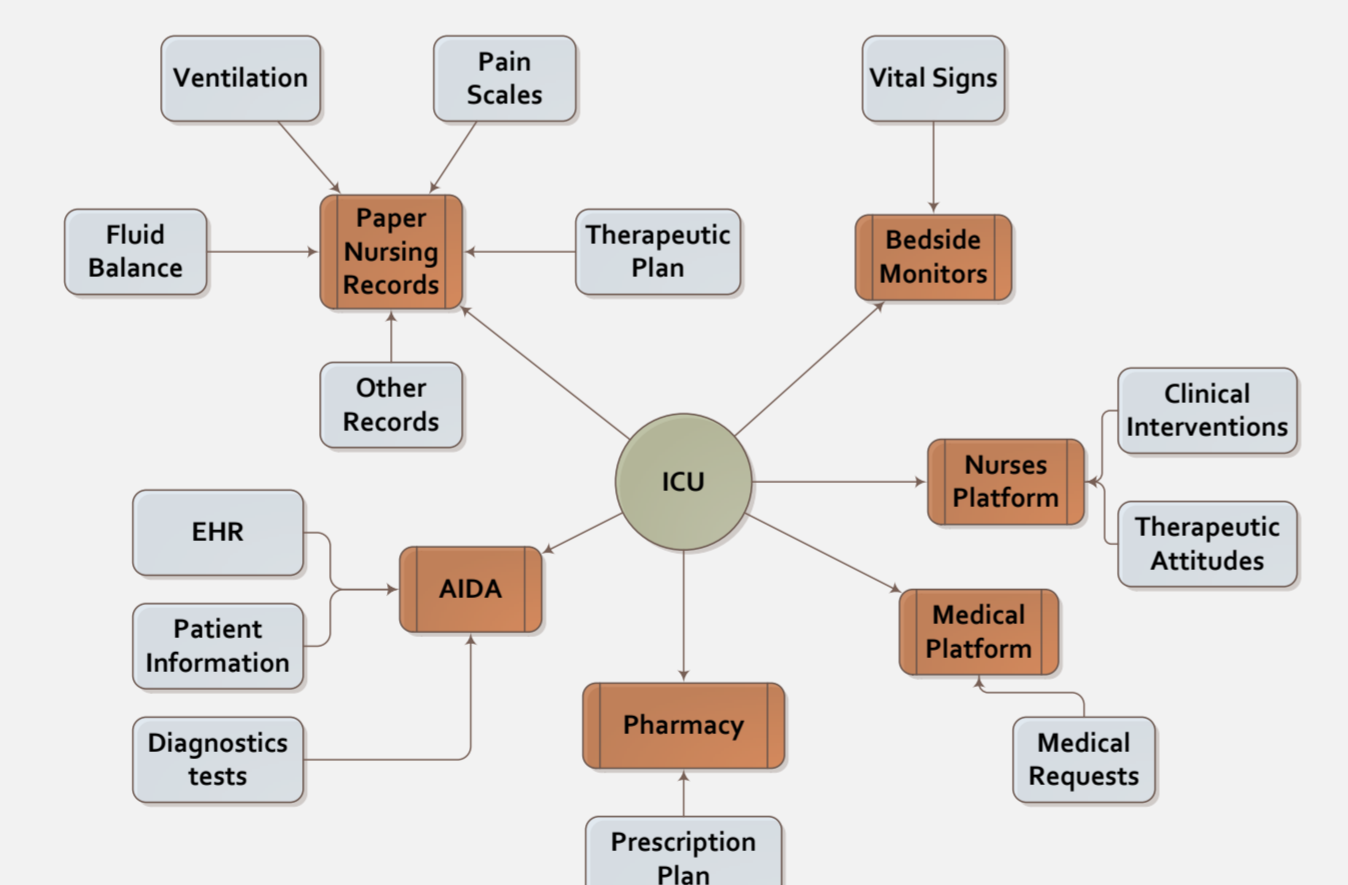 Ventilation
Pain
Scales
Vital Signs
Fluid
Balance
Paper
Nursing
Records
Therapeutic
Plan
Bedside
Monitors
Other
Records
Clinical
Interventions
ICU
Nurses
Platform
EHR
Therapeutic
Attitudes
AIDA
Patient
Information
Medical
Platform
Pharmacy
Diagnostics
tests
Medical
Requests
Prescription
Plan